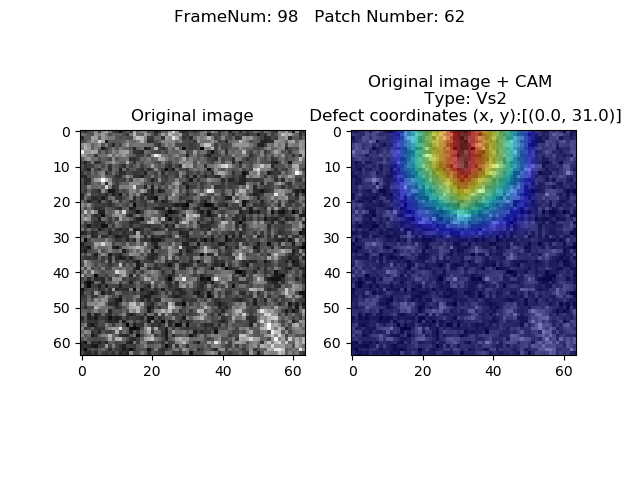 FrameNum: 98   Patch Number: 62
Original image
Original image + CAM
Type: Vs2
Defect coordinates (x, y):[(0.0, 31.0)]
0
10
20
30
40
50
60
0 20 40 60
0
10
20
30
40
50
60
0 20 40 60